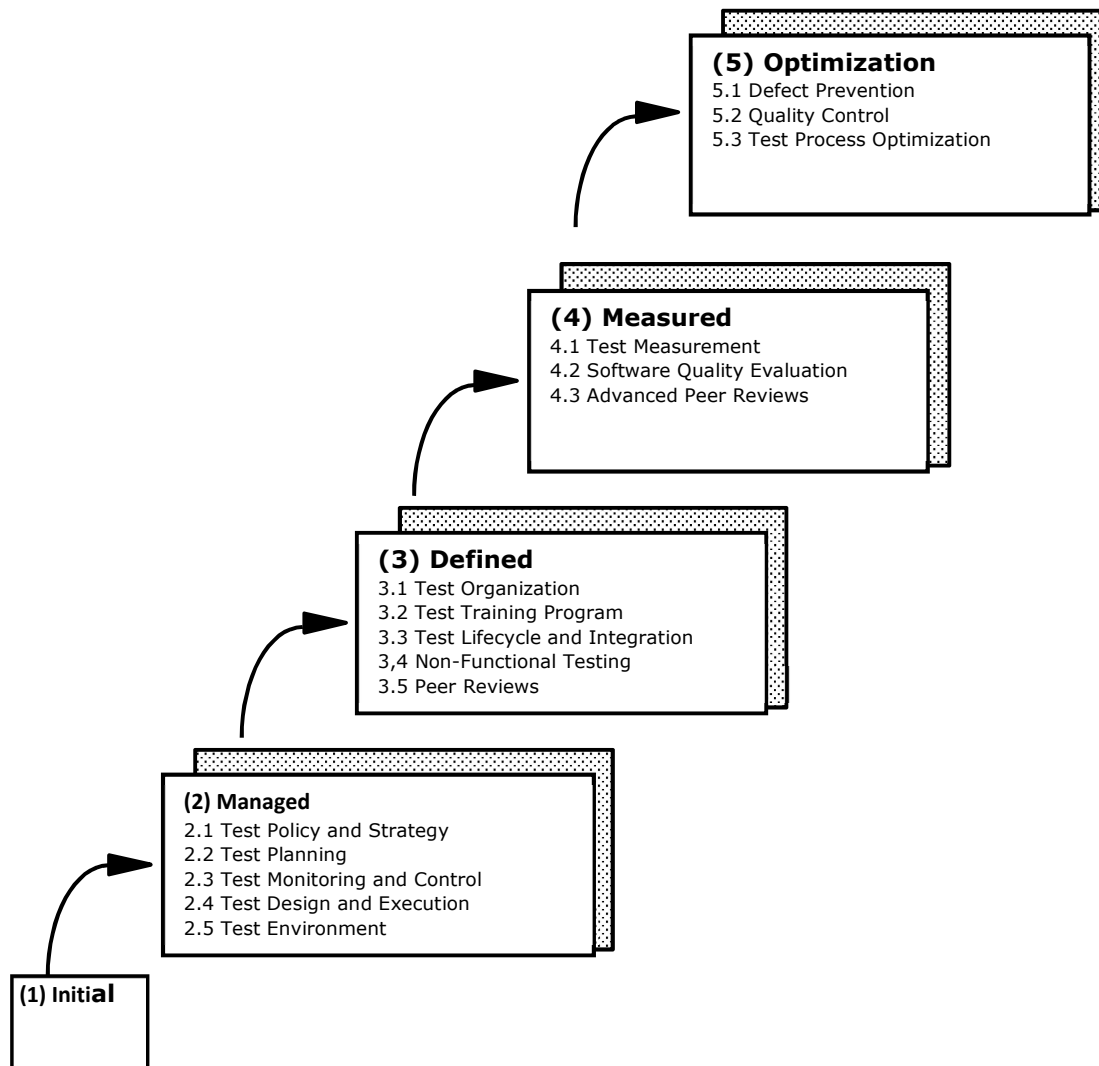 (5) Optimization
5.1 Defect Prevention
5.2 Quality Control
5.3 Test Process Optimization
(4) Measured
4.1 Test Measurement
4.2 Software Quality Evaluation
4.3 Advanced Peer Reviews
(3) Defined
3.1 Test Organization
3.2 Test Training Program
3.3 Test Lifecycle and Integration
3,4 Non-Functional Testing
3.5 Peer Reviews
(2) Managed
2.1 Test Policy and Strategy
2.2 Test Planning
2.3 Test Monitoring and Control
2.4 Test Design and Execution
2.5 Test Environment
(1) Initial